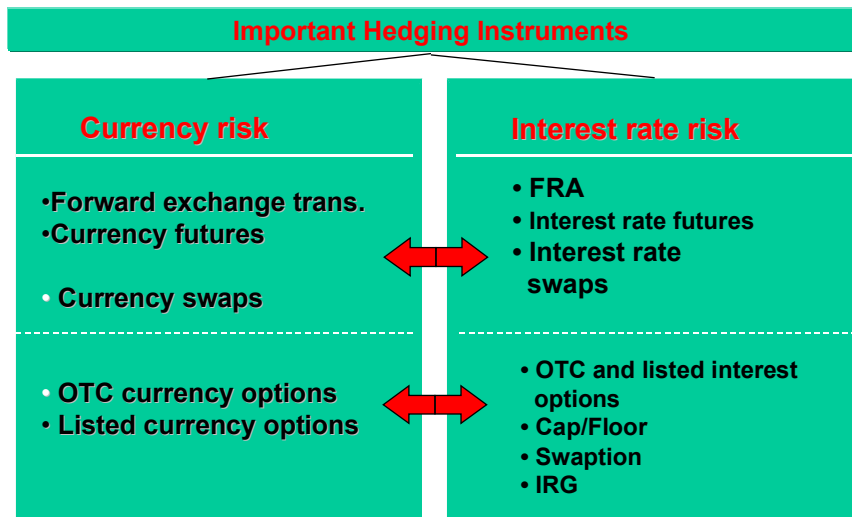 Important Hedging Instruments
Currency risk
•Forward exchange trans.
•Currency futures
• Currency swaps
• OTC currency options
• Listed currency options
Interest rate risk
• FRA
• Interest rate futures
• Interest rate
swaps
• OTC and listed interest
options
• Cap/Floor
• Swaption
• IRG